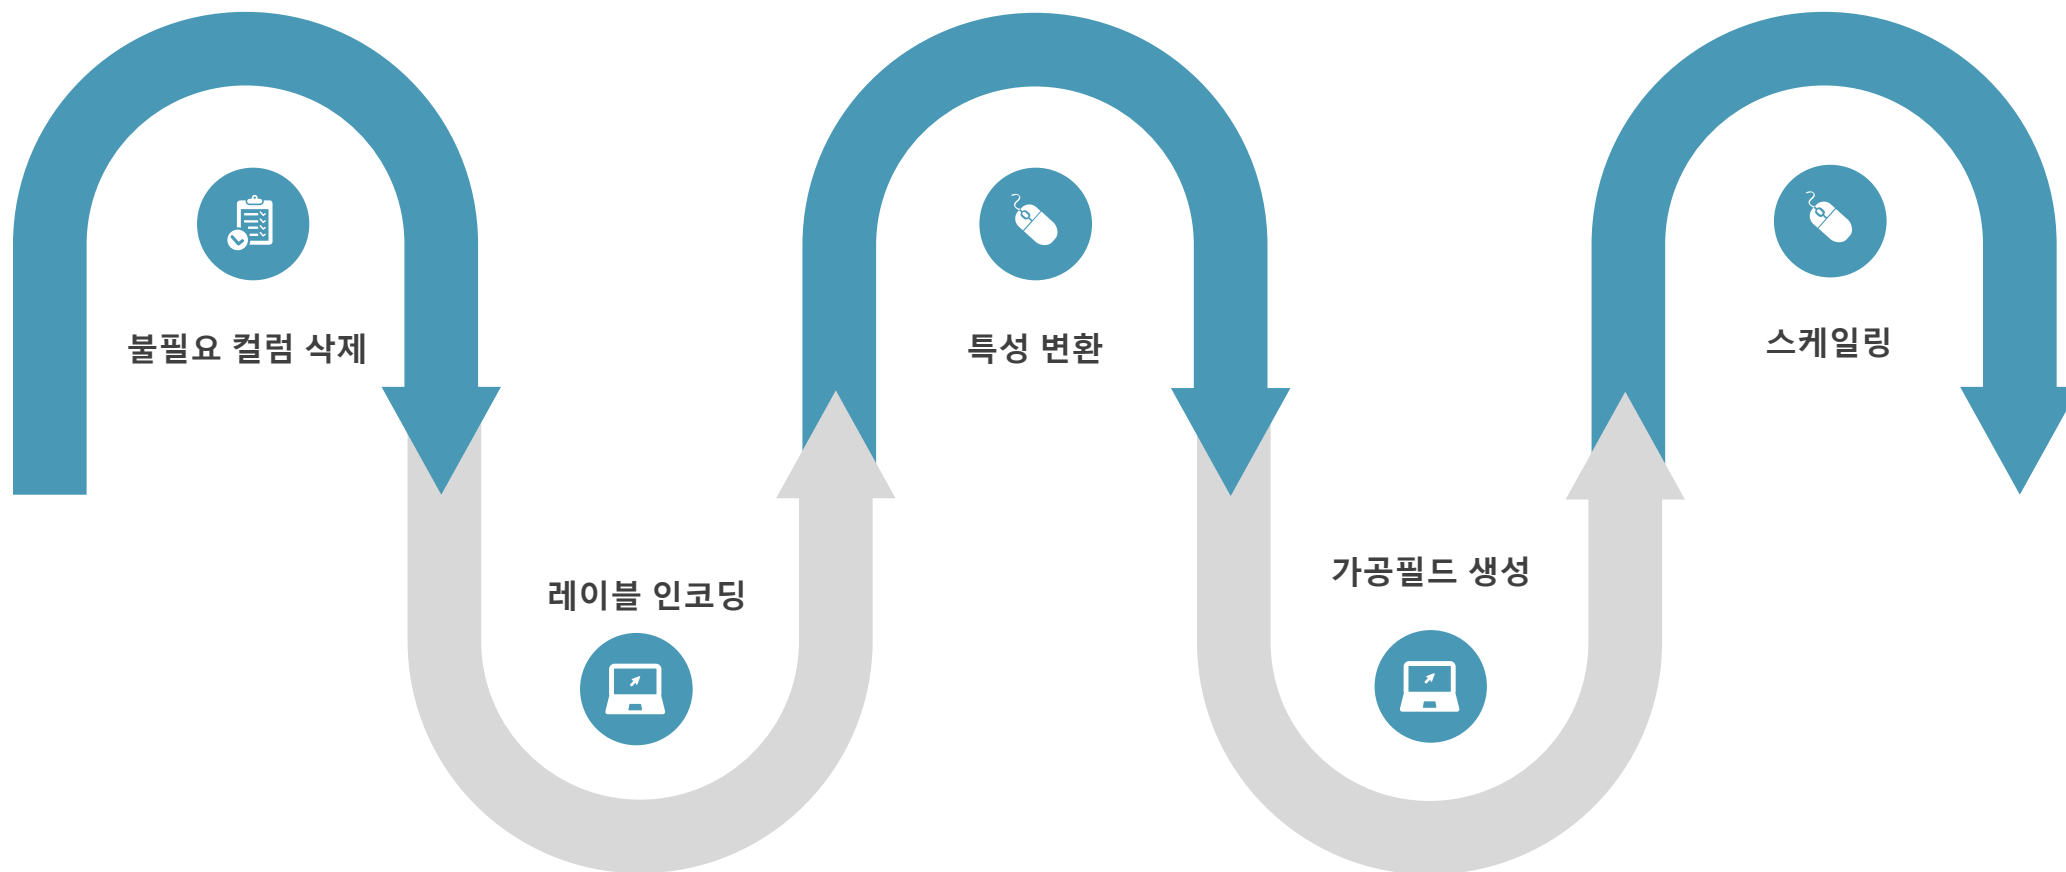 불필요 컬럼 삭제
레이블 인코딩
특성 변환
가공필드 생성
스케일링